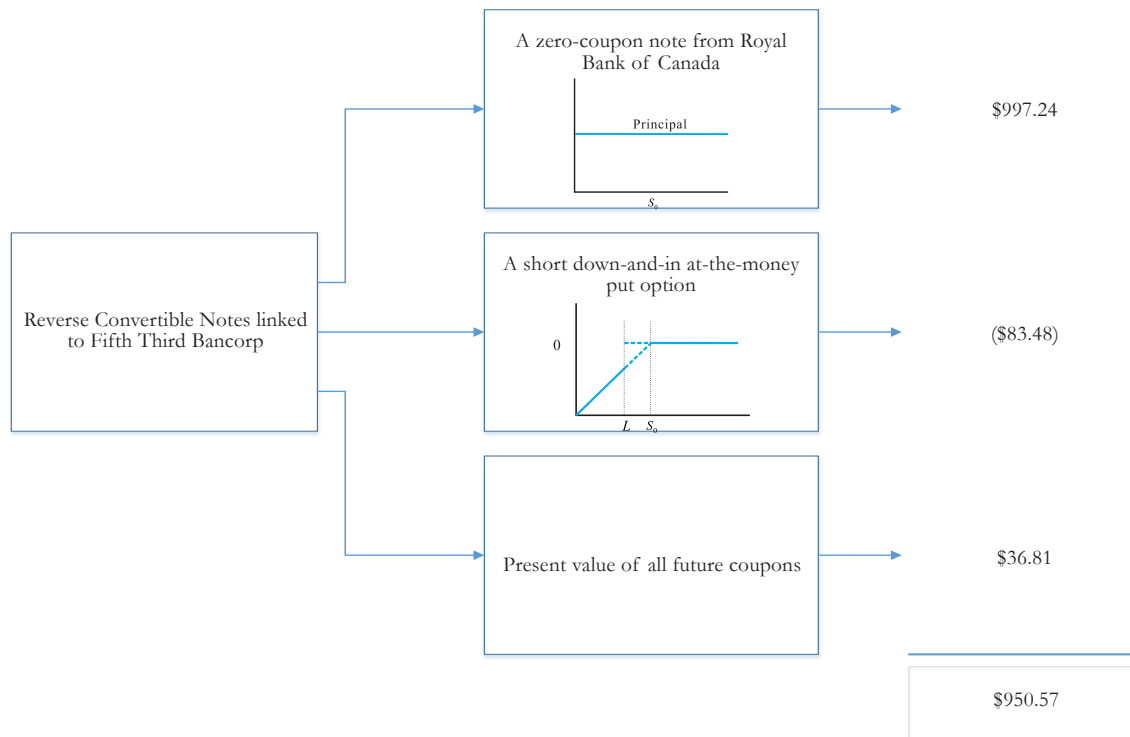 A zero-coupon note from Royal
Bank of Canada
Principal
S₀
$997.24
Reverse Convertible Notes linked
to Fifth Third Bancorp
A short down-and-in at-the-money
put option
0
L S₀
($83.48)
Present value of all future coupons
$36.81
$950.57